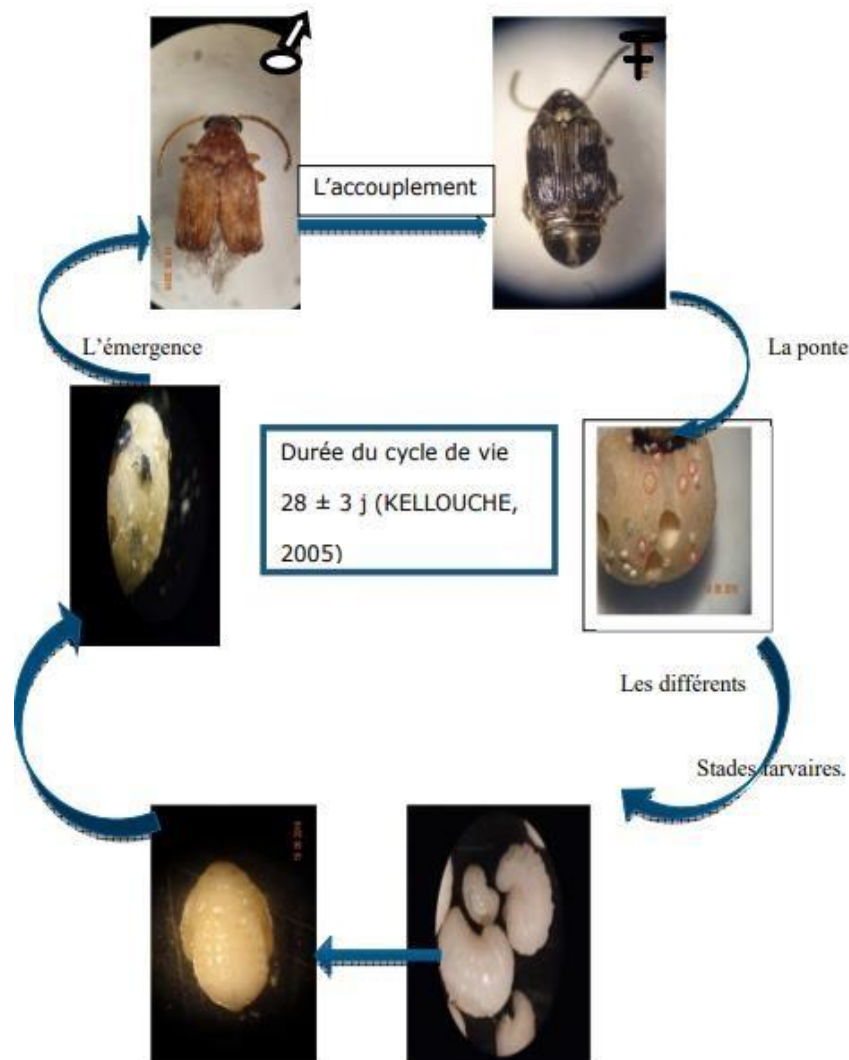 L'accouplement
L'émergence
La ponte
Durée du cycle de vie
28 ± 3 j (KELLOUCHE,
2005)
Les différents
Stades larvaires.